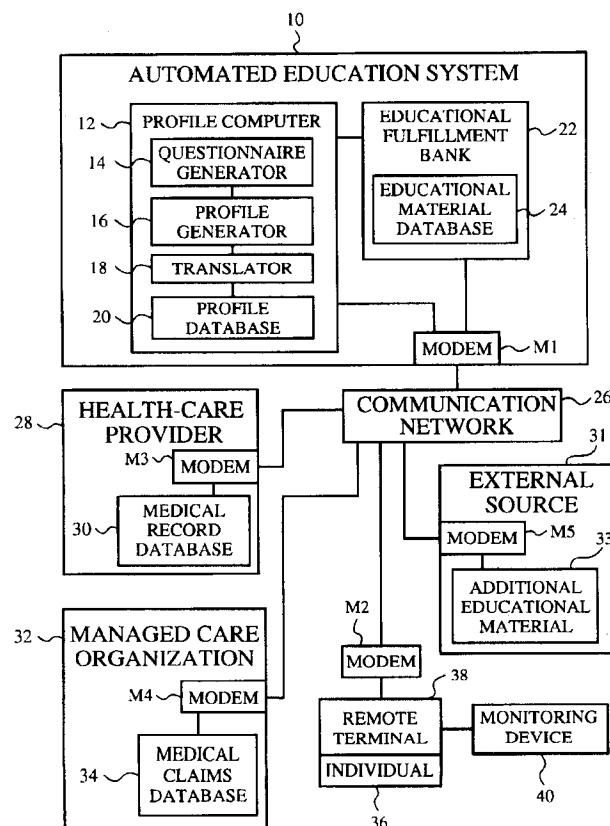 10
AUTOMATED EDUCATION SYSTEM
12
PROFILE COMPUTER
14
QUESTIONNAIRE
GENERATOR
16
PROFILE
GENERATOR
18
TRANSLATOR
20
PROFILE
DATABASE
EDUCATIONAL
FULFILLMENT
BANK
22
EDUCATIONAL
MATERIAL
DATABASE
24
MODEM
M1
COMMUNICATION
NETWORK
26
28
HEALTH-CARE
PROVIDER
M3
MODEM
30
MEDICAL
RECORD
DATABASE
31
EXTERNAL
SOURCE
MODEM
M5
33
ADDITIONAL
EDUCATIONAL
MATERIAL
32
MANAGED CARE
ORGANIZATION
M4
MODEM
34
MEDICAL
CLAIMS
DATABASE
M2
MODEM
38
REMOTE
TERMINAL
INDIVIDUAL
36
MONITORING
DEVICE
40